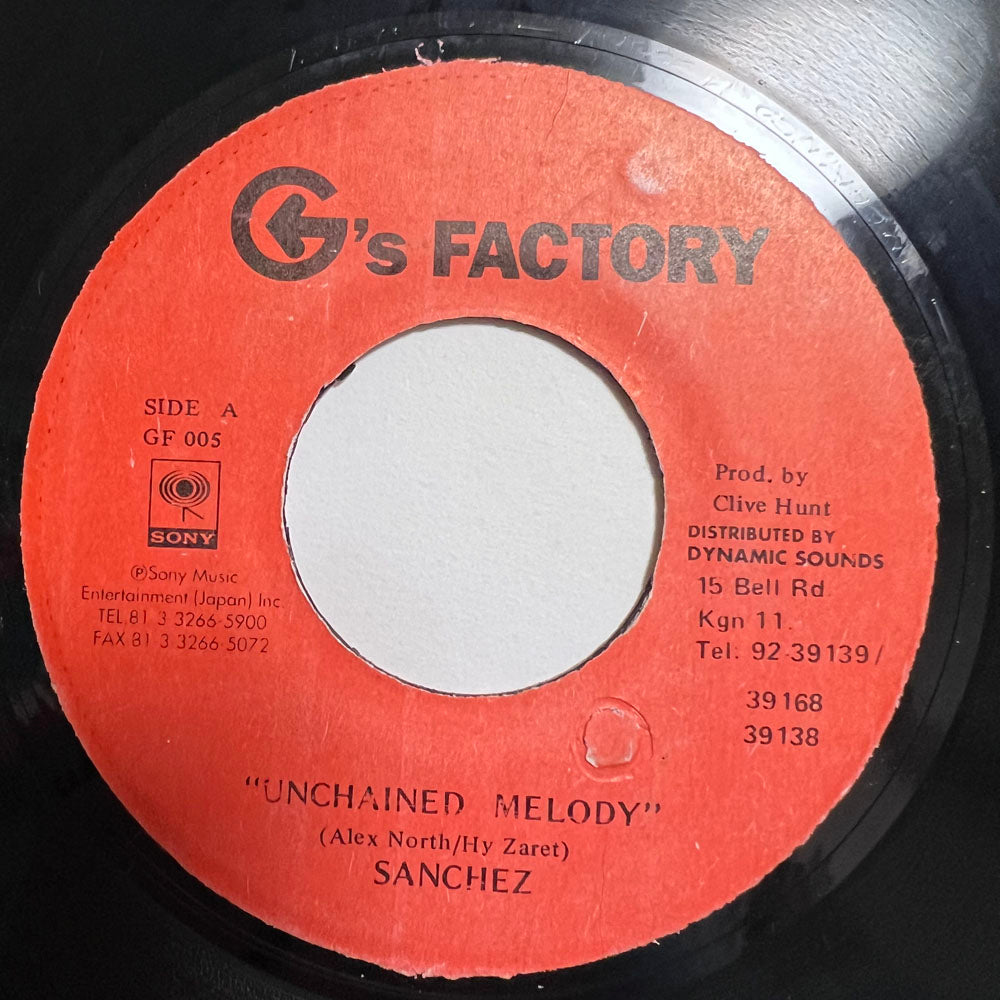 G's FACTORY
SIDE A
GF 005
SONY
℗Sony Music
Entertainment (Japan) Inc.
TEL.81 3 3266-5900
FAX 81 3 3266-5072
Prod. by
Clive Hunt
DISTRIBUTED BY
DYNAMIC SOUNDS
15 Bell Rd.
Kgn 11.
Tel: 92-39139/
39168
39138
"UNCHAINED MELODY"
(Alex North/Hy Zaret)
SANCHEZ